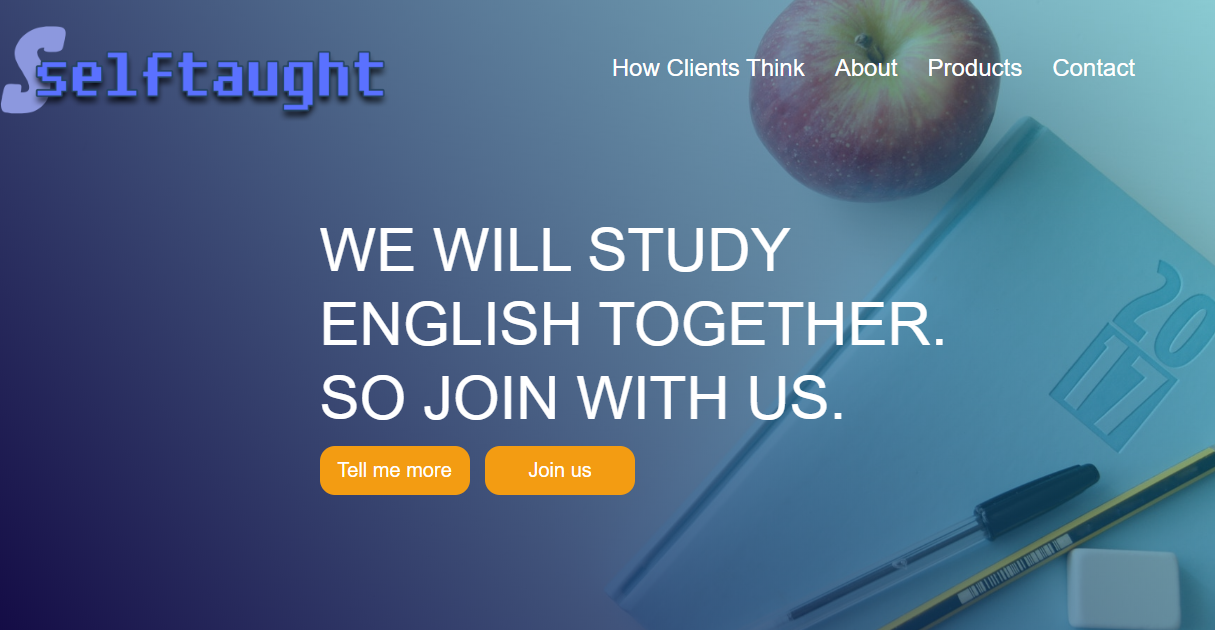 S selftaught
How Clients Think About Products Contact
WE WILL STUDY
ENGLISH TOGETHER.
SO JOIN WITH US.
Tell me more Join us
2017